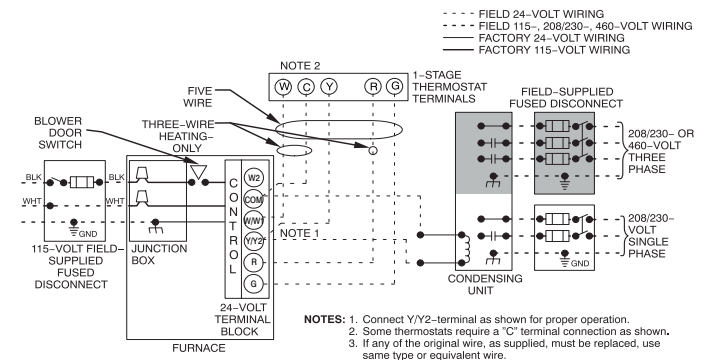 FIELD 24-VOLT WIRING
FIELD 115-, 208/230-, 460-VOLT WIRING
FACTORY 24-VOLT WIRING
FACTORY 115-VOLT WIRING
NOTE 2
W C Y R G
1-STAGE
THERMOSTAT
TERMINALS
FIVE
WIRE
THREE-WIRE
HEATING-
ONLY
BLOWER
DOOR
SWITCH
FIELD-SUPPLIED
FUSED DISCONNECT
208/230- OR
460-VOLT
THREE
PHASE
BLK
BLK
WHT
WHT
GND
115-VOLT FIELD-
SUPPLIED
FUSED
DISCONNECT
JUNCTION
BOX
CONTROL
W2
COM
W/W1
Y/Y2
R
G
NOTE 1
24-VOLT
TERMINAL
BLOCK
FURNACE
CONDENSING
UNIT
GND
208/230-
VOLT
SINGLE
PHASE
NOTES: 1. Connect Y/Y2-terminal as shown for proper operation.
2. Some thermostats require a "C" terminal connection as shown.
3. If any of the original wire, as supplied, must be replaced, use
same type or equivalent wire.